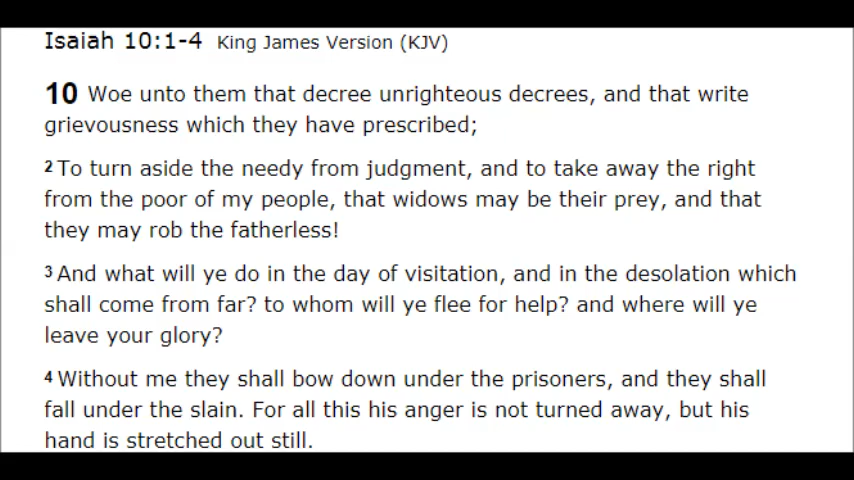 Isaiah 10:1-4 King James Version (KJV)
10 Woe unto them that decree unrighteous decrees, and that write
grievousness which they have prescribed;
2 To turn aside the needy from judgment, and to take away the right
from the poor of my people, that widows may be their prey, and that
they may rob the fatherless!
3 And what will ye do in the day of visitation, and in the desolation which
shall come from far? to whom will ye flee for help? and where will ye
leave your glory?
4 Without me they shall bow down under the prisoners, and they shall
fall under the slain. For all this his anger is not turned away, but his
hand is stretched out still.